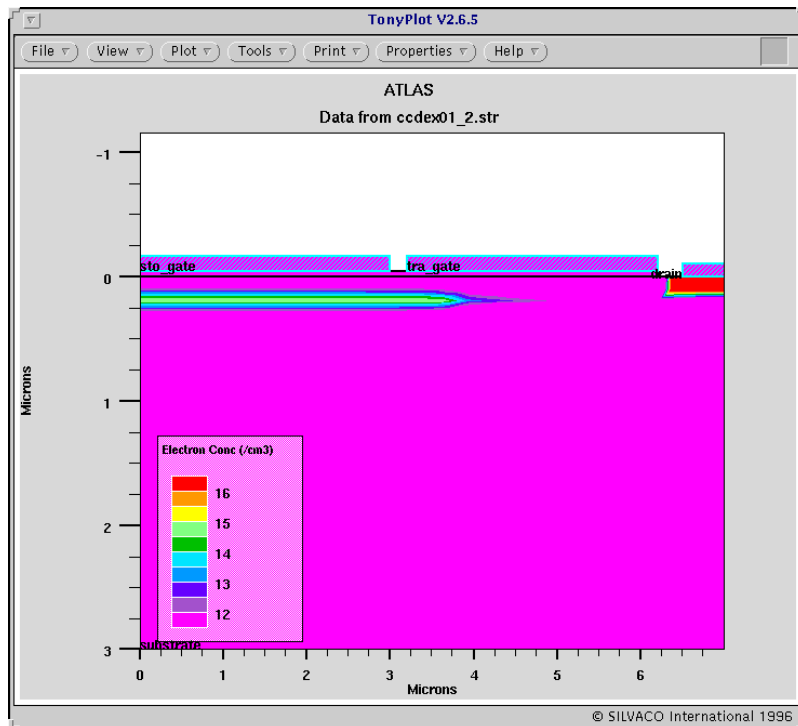 TonyPlot V2.6.5
File View Plot Tools Print Properties Help
ATLAS
Data from ccdex01_2.str
-1
sto_gate tra_gate drain
0
1
Microns
Electron Conc (/cm3)
16
15
14
13
12
2
substrate
3
0 1 2 3 4 5 6
Microns
© SILVACO International 1996